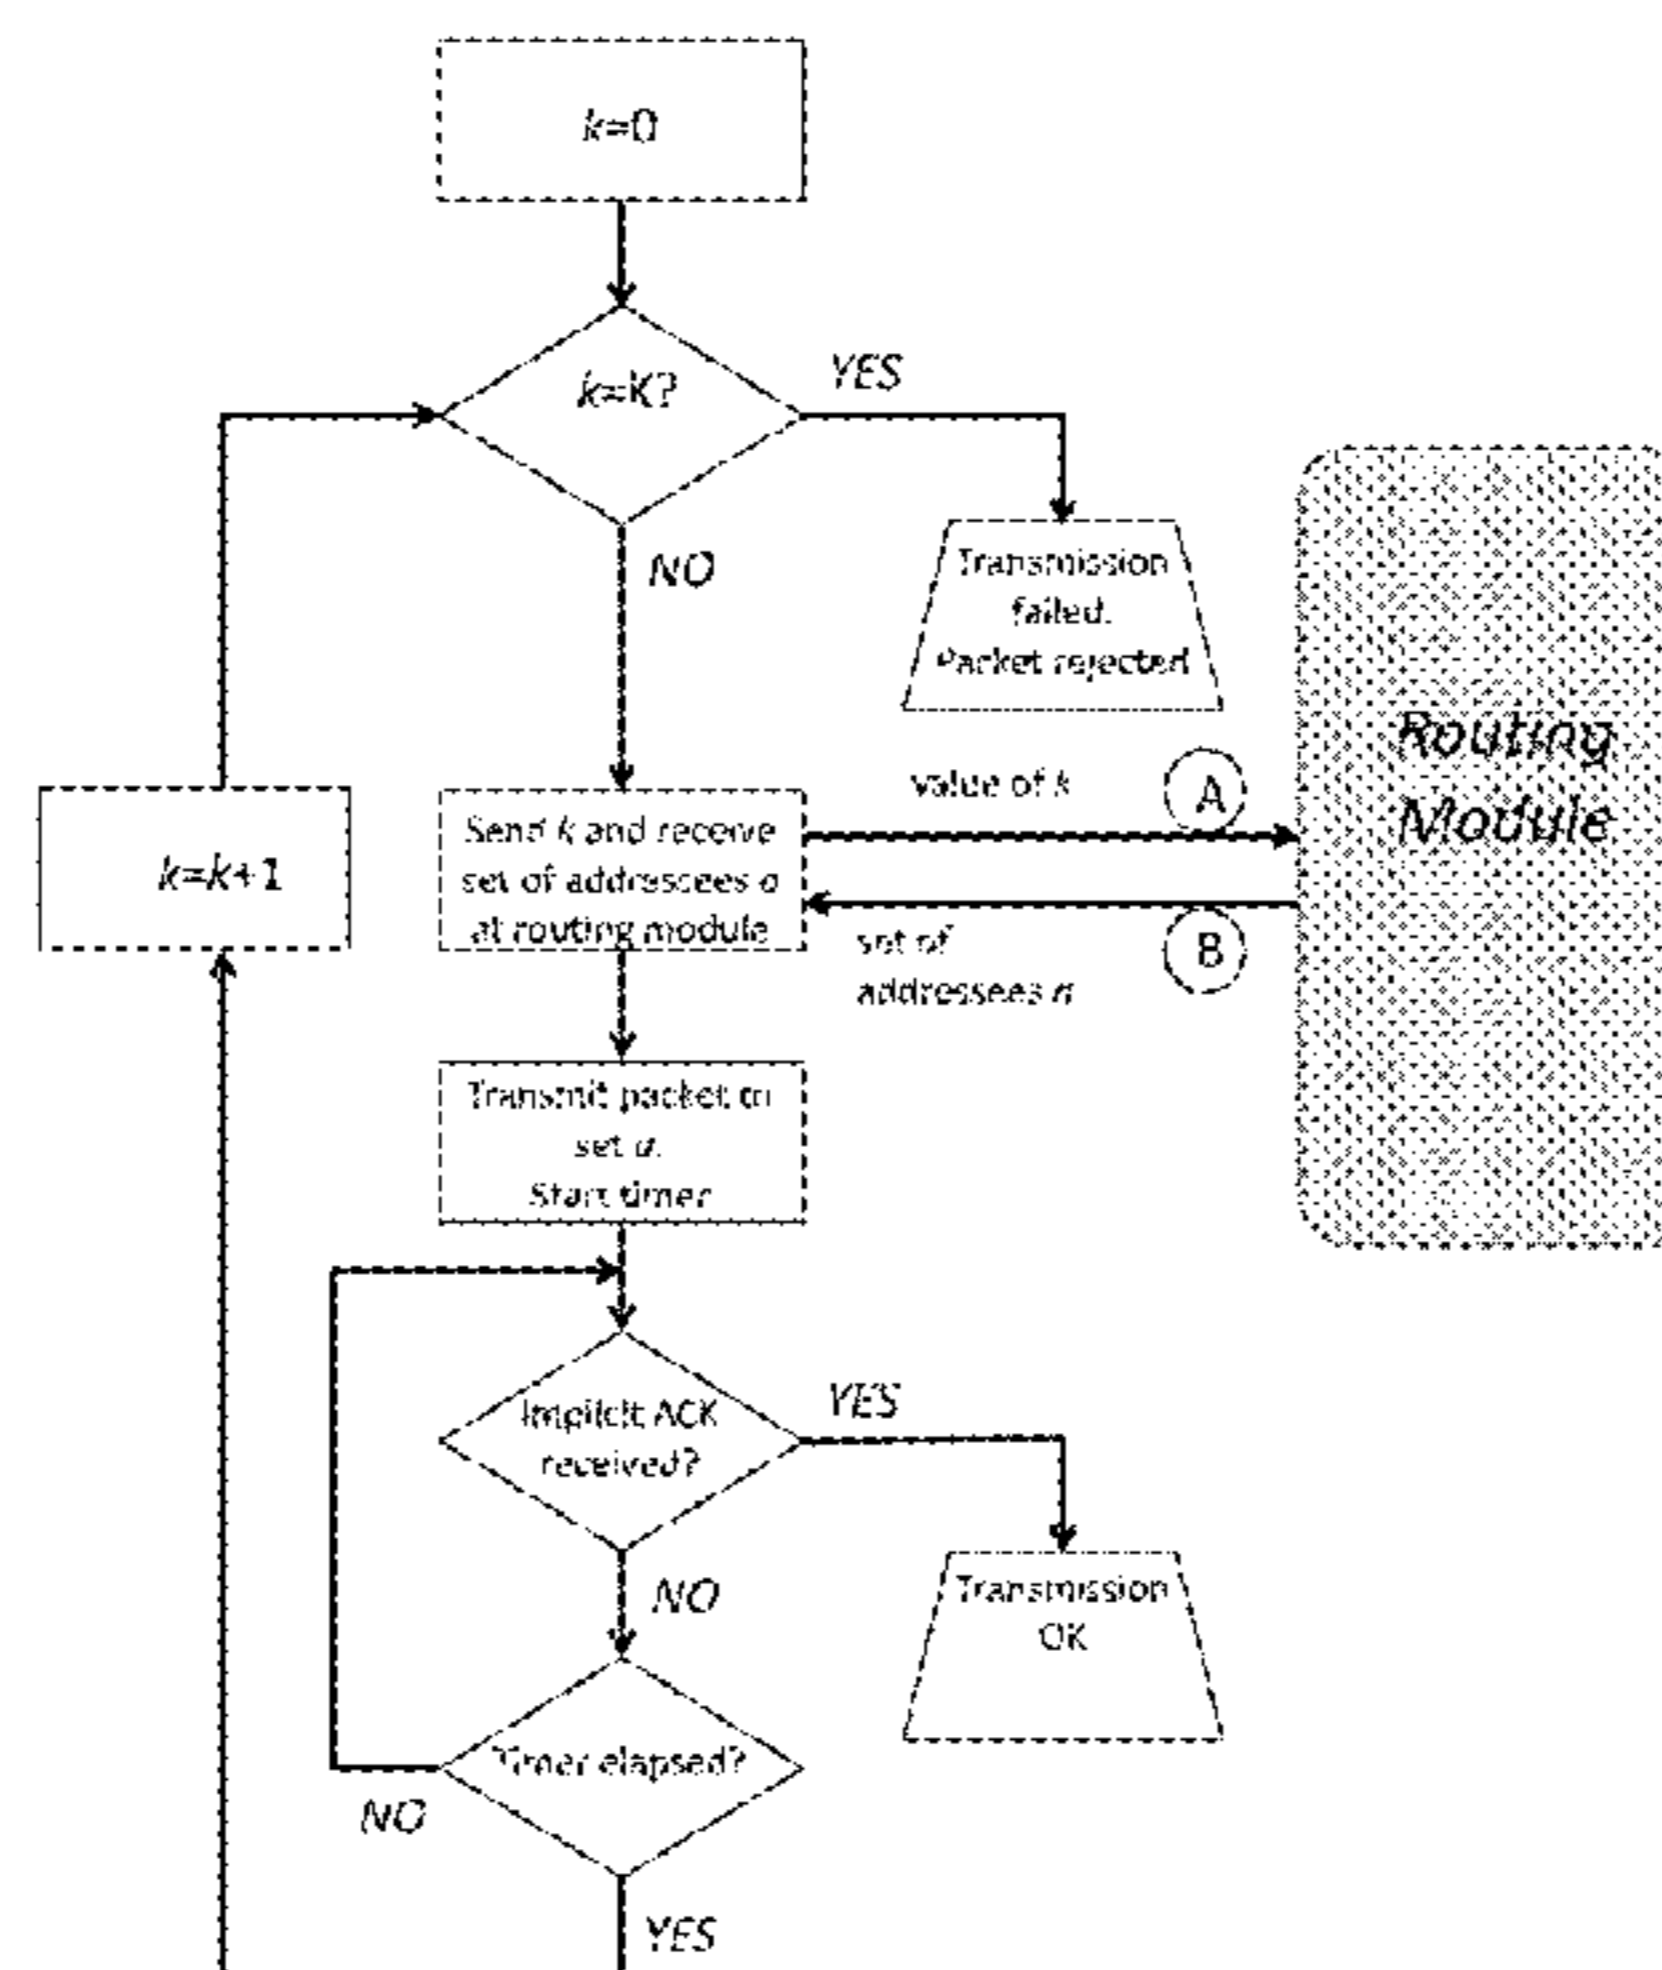 k=0
k=K?
YES
NO
Transmission
failed.
Packet rejected
Routing
Module
value of k
A
k=k+1
Send k and receive
set of addressees a
at routing module
set of
addressees a
B
Transmit packet to
set a.
Start timer
Implicit ACK
received?
YES
NO
Transmission
OK
Timer elapsed?
NO
YES